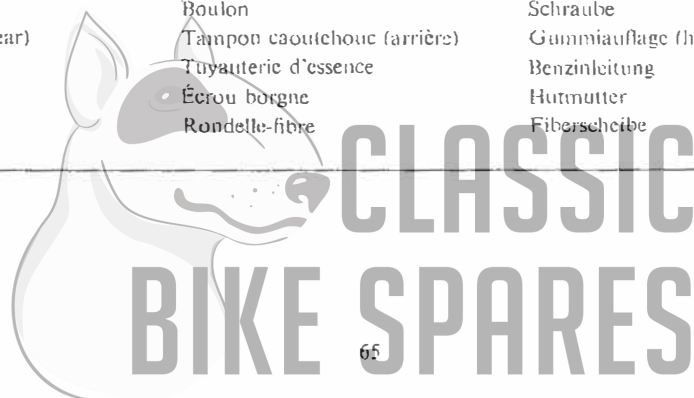 Boulon Schraube
ear) Tampon caoutchouc (arrière) Gummiauflage (h
Tuyauterie d'essence Benzinleitung
Écrou borgne Hutmutter
Rondelle-fibre Fiberscheibe
CLASSIC
BIKE SPARES
65